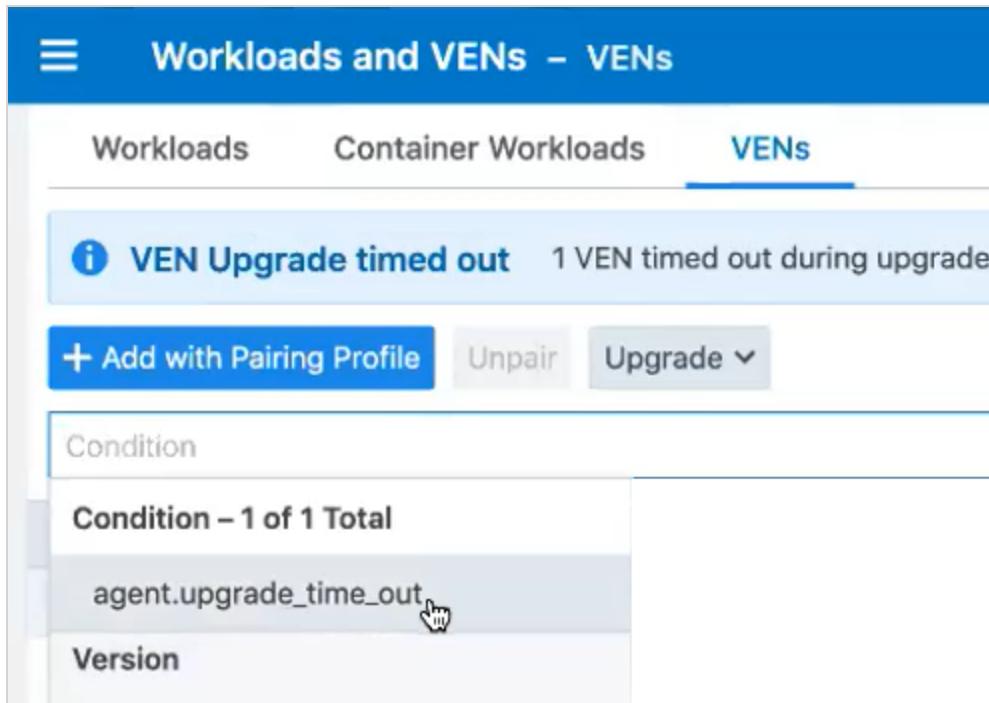 Workloads and VENs – VENs
Workloads Container Workloads VENs
VEN Upgrade timed out 1 VEN timed out during upgrade
+ Add with Pairing Profile Unpair Upgrade
Condition
Condition – 1 of 1 Total
agent.upgrade_time_out
Version